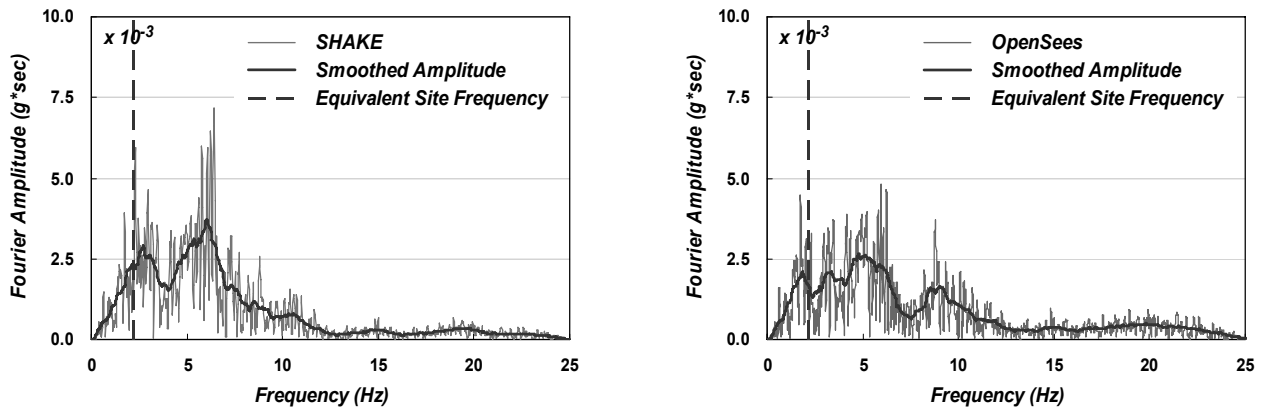 10.0
x 10-3
SHAKE
Smoothed Amplitude
Equivalent Site Frequency
7.5
5.0
2.5
0.0
Fourier Amplitude (g*sec)
0 5 10 15 20 25
Frequency (Hz)
10.0
x 10-3
OpenSees
Smoothed Amplitude
Equivalent Site Frequency
7.5
5.0
2.5
0.0
Fourier Amplitude (g*sec)
0 5 10 15 20 25
Frequency (Hz)